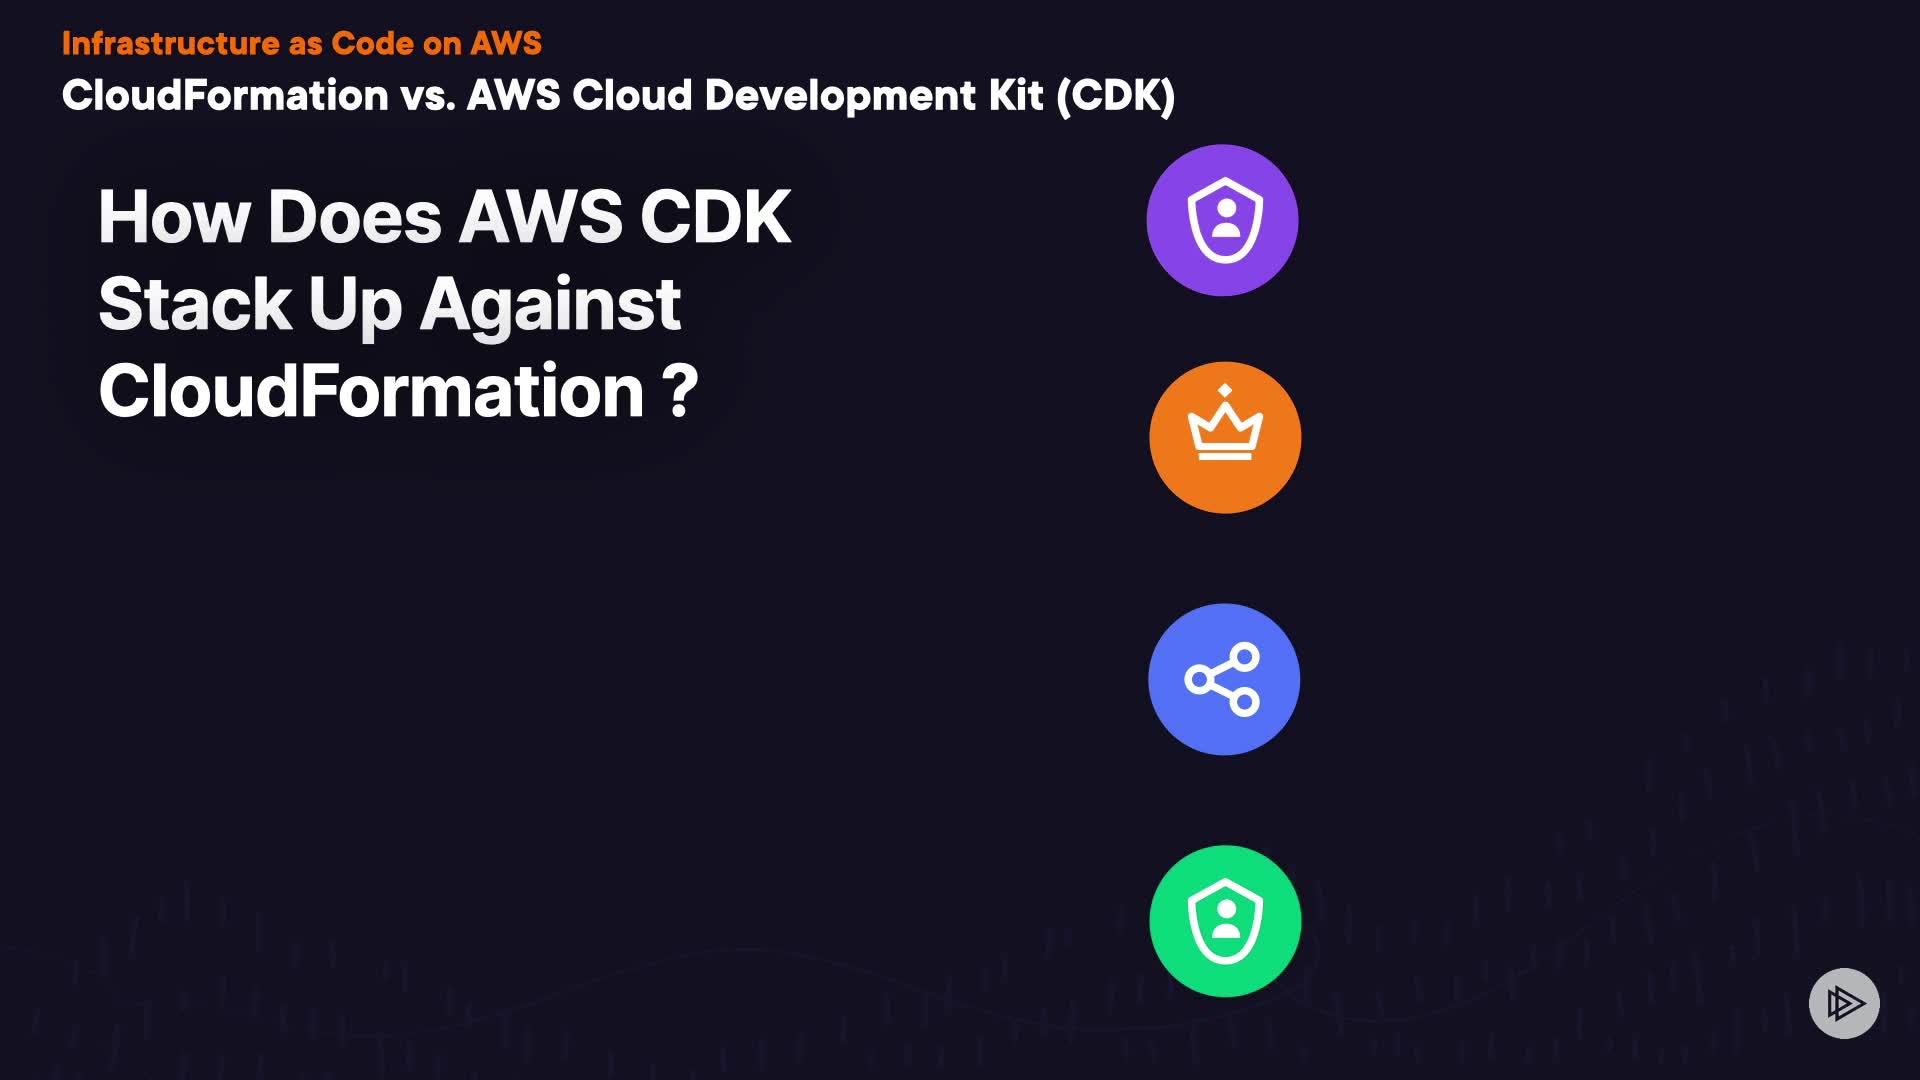 Infrastructure as Code on AWS
CloudFormation vs. AWS Cloud Development Kit (CDK)
How Does AWS CDK
Stack Up Against
CloudFormation ?